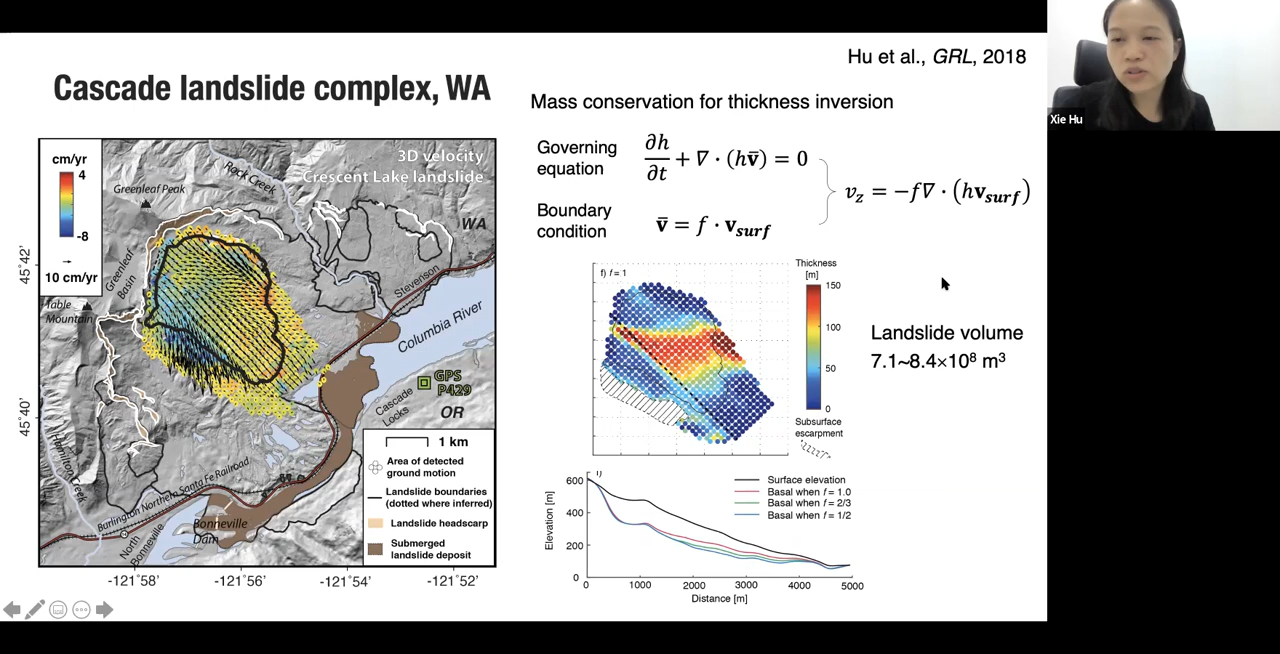 Hu et al., GRL, 2018
Cascade landslide complex, WA
Mass conservation for thickness inversion
Governing
equation
∂h/∂t + ∇ · (hv̄) = 0
Boundary
condition
v̄ = f · v_surf
v_z = −f∇ · (hv_surf)
Xie Hu
cm/yr
4
-8
10 cm/yr
3D velocity
Crescent Lake landslide
Greenleaf Peak
Rock Creek
WA
Greenleaf
Basin
Table
Mountain
Stevenson
Columbia River
GPS
P429
Cascade
Locks
OR
Hamilton Creek
Burlington Northern Santa Fe Railroad
North
Bonneville
Bonneville
Dam
1 km
Area of detected
ground motion
Landslide boundaries
(dotted where inferred)
Landslide headscarp
Submerged
landslide deposit
45°42'
45°40'
-121°58'
-121°56'
-121°54'
-121°52'
f) f = 1
Thickness
[m]
150
100
50
0
Subsurface
escarpment
Landslide volume
7.1~8.4×10⁸ m³
Surface elevation
Basal when f = 1.0
Basal when f = 2/3
Basal when f = 1/2
Elevation [m]
600
400
200
0
0
1000
2000
3000
4000
5000
Distance [m]